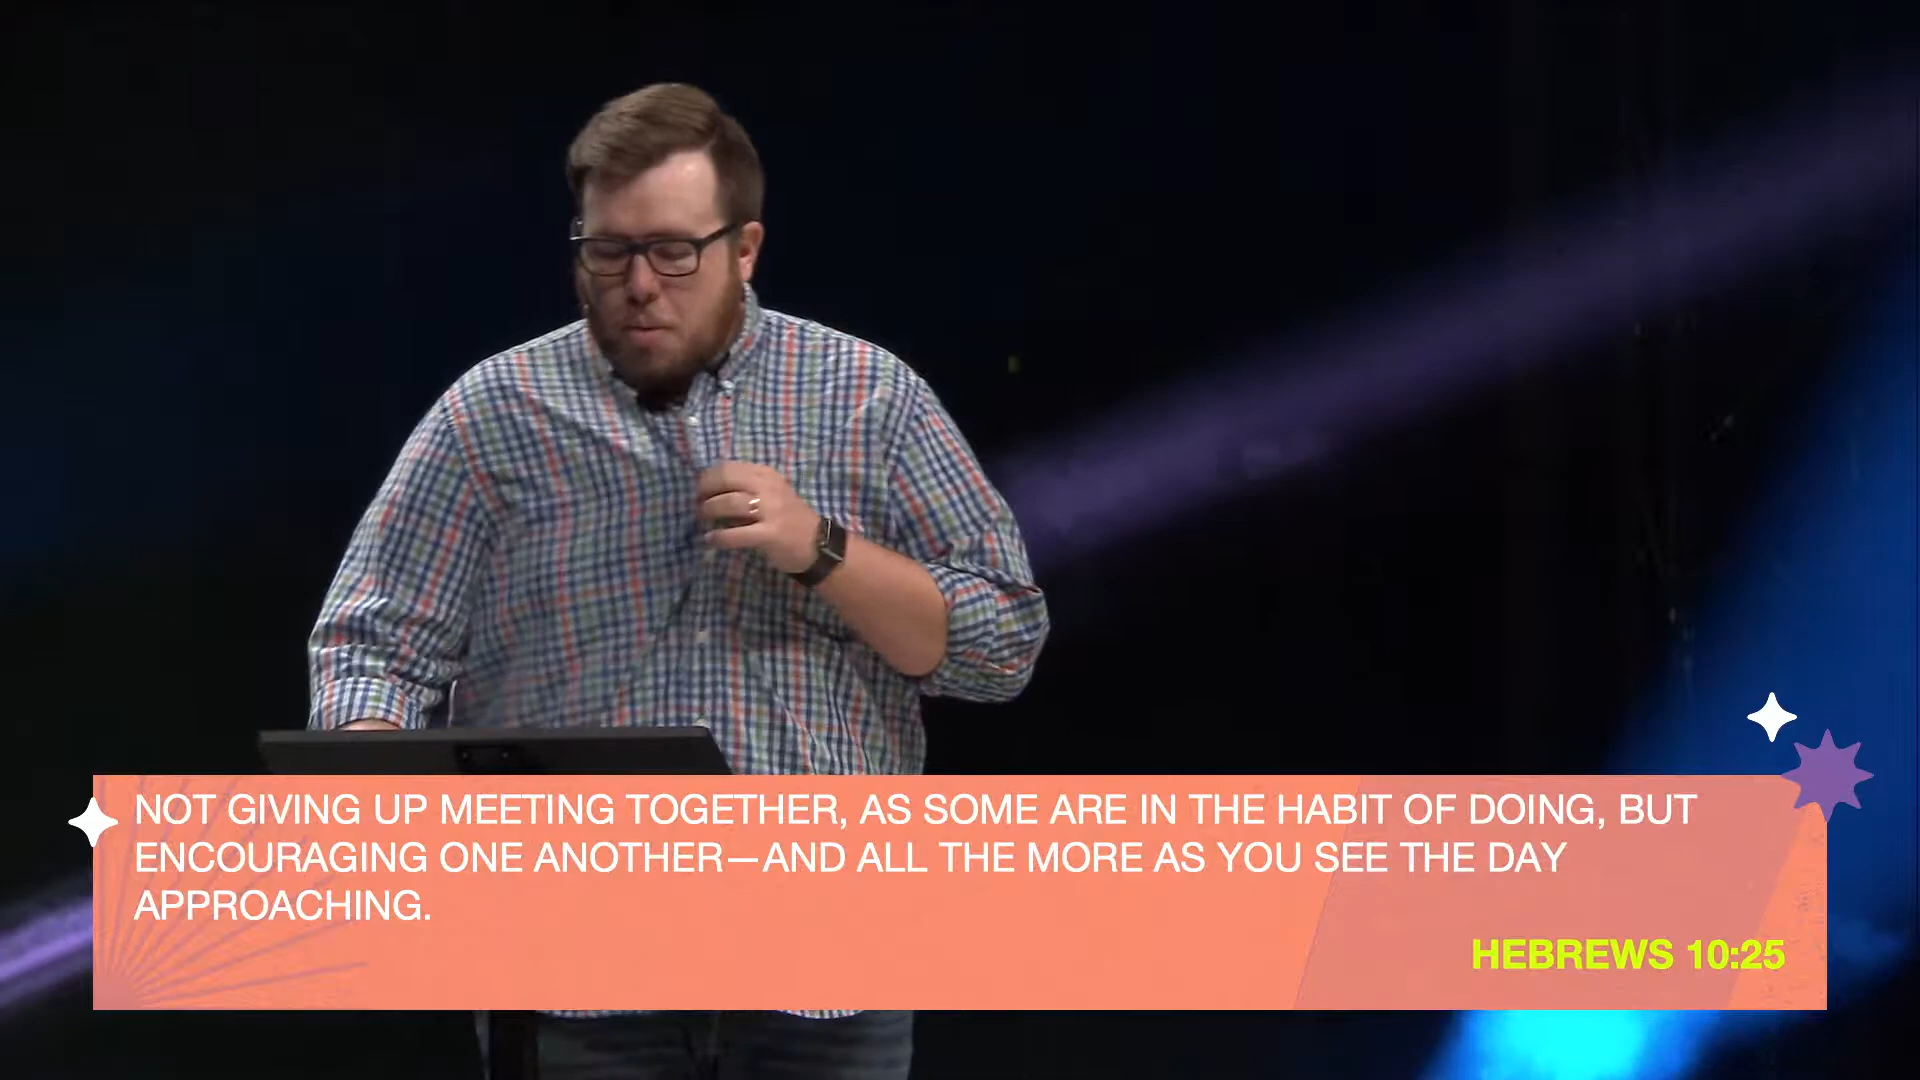 NOT GIVING UP MEETING TOGETHER, AS SOME ARE IN THE HABIT OF DOING, BUT
ENCOURAGING ONE ANOTHER—AND ALL THE MORE AS YOU SEE THE DAY
APPROACHING.
HEBREWS 10:25